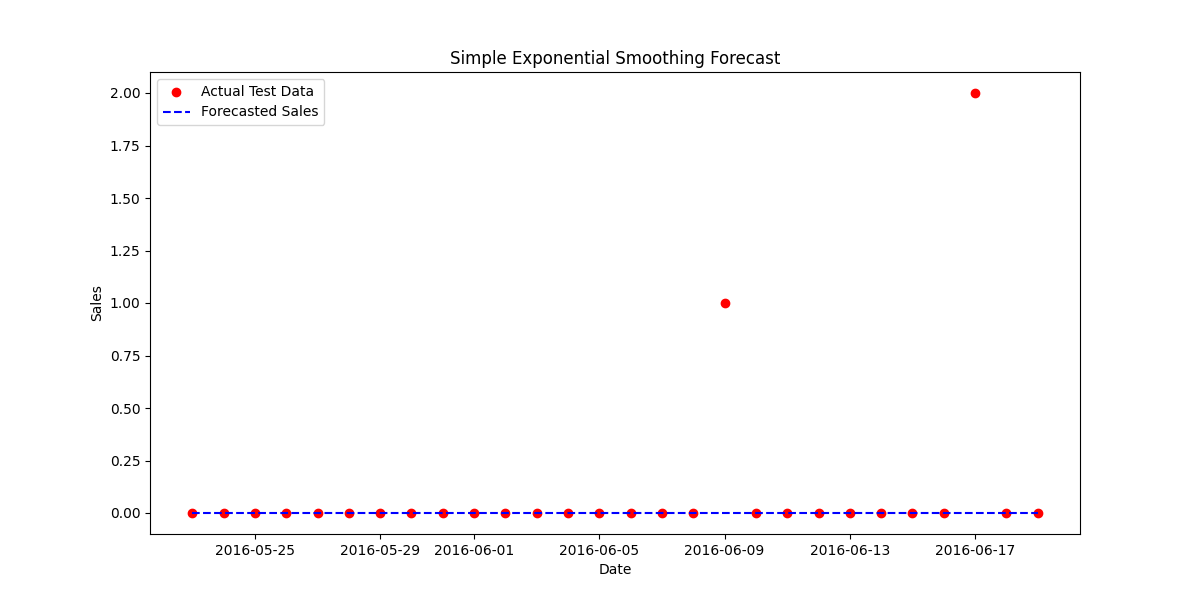 Simple Exponential Smoothing Forecast
Actual Test Data
Forecasted Sales
2.00
1.75
1.50
1.25
1.00
0.75
0.50
0.25
0.00
Sales
2016-05-25 2016-05-29 2016-06-01 2016-06-05 2016-06-09 2016-06-13 2016-06-17
Date